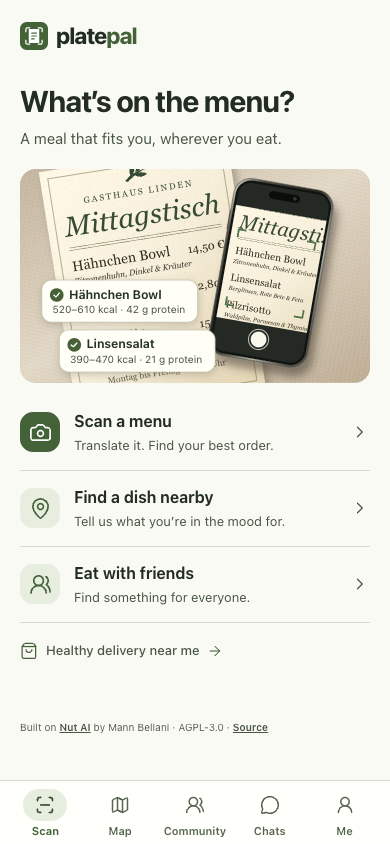 platepal
What's on the menu?
A meal that fits you, wherever you eat.
GASTHAUS LINDEN
Mittagstisch
Hähnchen Bowl 14,50 €
Zitronenhuhn, Dinkel & Kräuter
Hähnchen Bowl
520–610 kcal · 42 g protein
Linsensalat
390–470 kcal · 21 g protein
Montag bis
Hähnchen Bowl
Zitronenhuhn, Dinkel & Kräuter
Linsensalat
Berglinsen, Rote Bete & Feta
Pilzrisotto
Waldpilze, Parmesan &
Scan a menu
Translate it. Find your best order.
Find a dish nearby
Tell us what you're in the mood for.
Eat with friends
Find something for everyone.
Healthy delivery near me →
Built on Nut AI by Mann Bellani · AGPL-3.0 · Source
Scan Map Community Chats Me